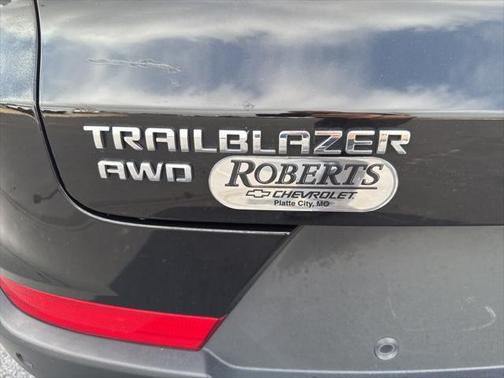 TRAILBLAZER
AWD
ROBERTS
CHEVROLET
Platte City, MO